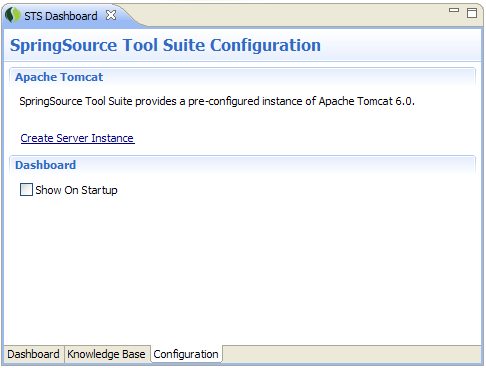 STS Dashboard
SpringSource Tool Suite Configuration
Apache Tomcat
SpringSource Tool Suite provides a pre-configured instance of Apache Tomcat 6.0.
Create Server Instance
Dashboard
Show On Startup
Dashboard Knowledge Base Configuration